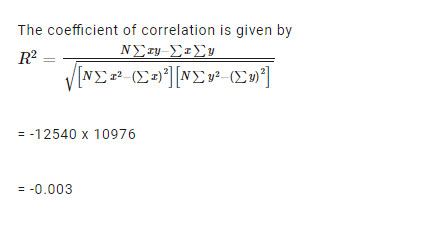 The coefficient of correlation is given by
R² = N∑xy–∑x∑y / √[N∑x²–(∑x)²][N∑y²–(∑y)²]
= -12540 x 10976
= -0.003